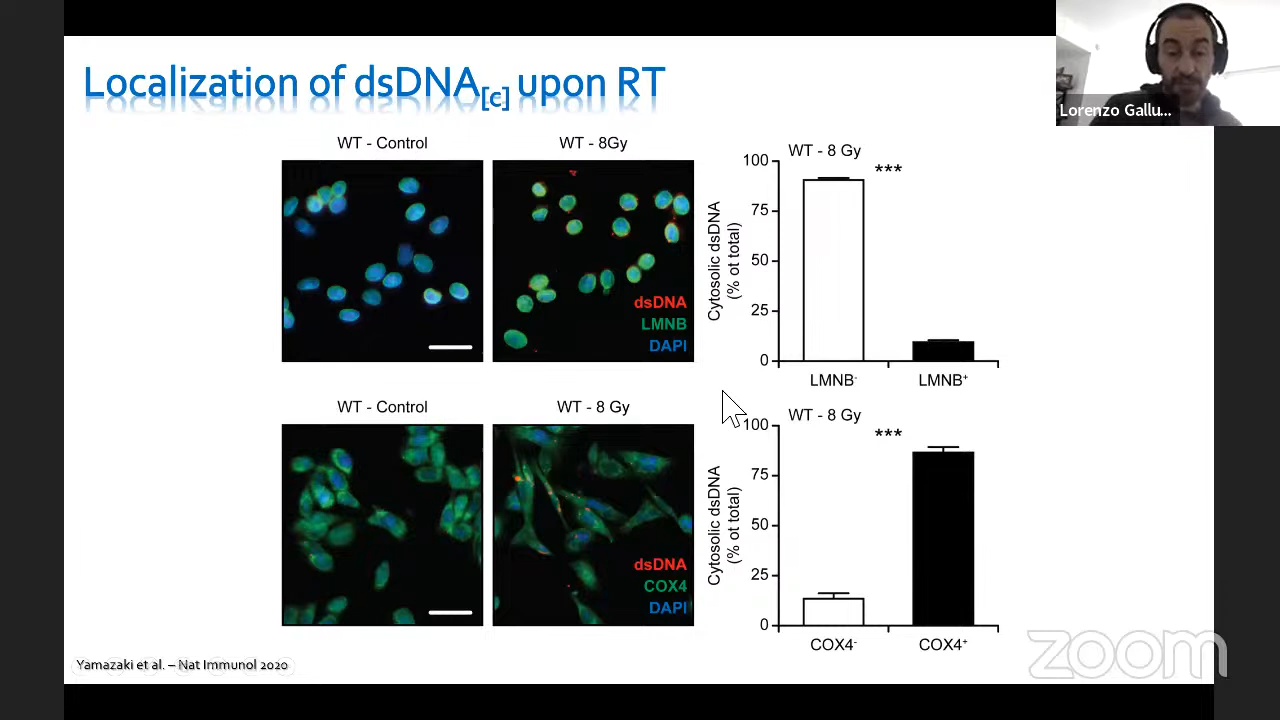 Localization of dsDNA[c] upon RT
Lorenzo Gallu...
WT - Control
WT - 8Gy
dsDNA
LMNB
DAPI
WT - 8 Gy
***
Cytosolic dsDNA
(% ot total)
100
75
50
25
0
LMNB-
LMNB+
WT - Control
WT - 8 Gy
dsDNA
COX4
DAPI
WT - 8 Gy
***
Cytosolic dsDNA
(% ot total)
100
75
50
25
0
COX4-
COX4+
Yamazaki et al. – Nat Immunol 2020
zoom